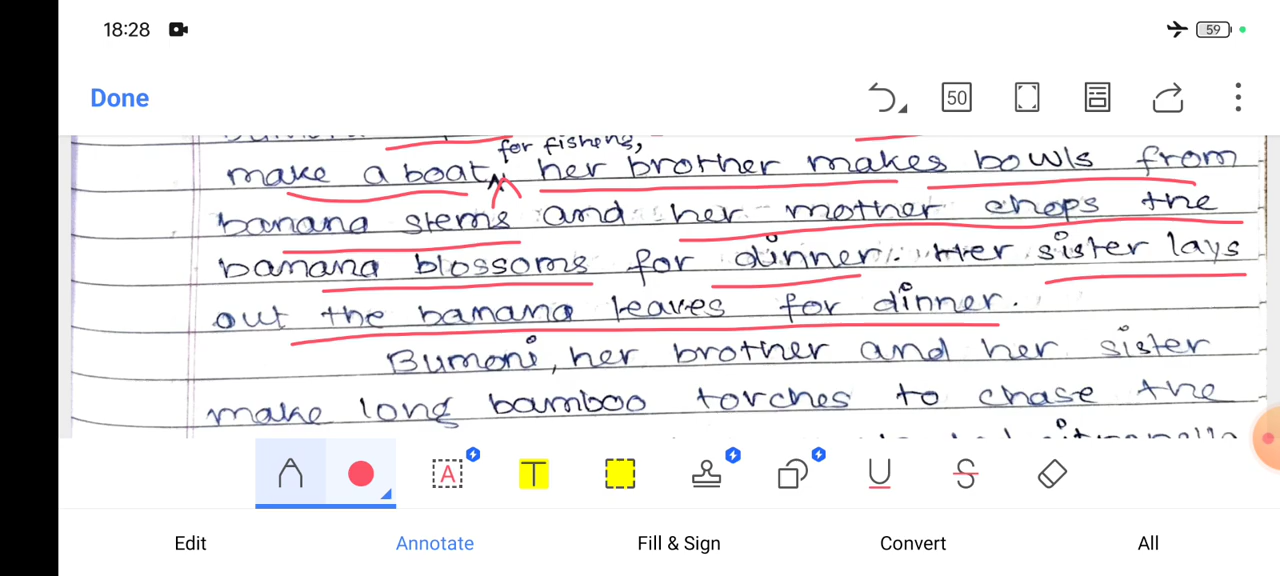 18:28
59
Done
50
for fisheng,
make a boat her brother makes bowls from
banana stems and her mother chops the
banana blossoms for dinner. Her sister lays
out the banana leaves for dinner.
Bumoni, her brother and her sister
make long bamboo torches to chase the
A
T
U
S
Edit
Annotate
Fill & Sign
Convert
All